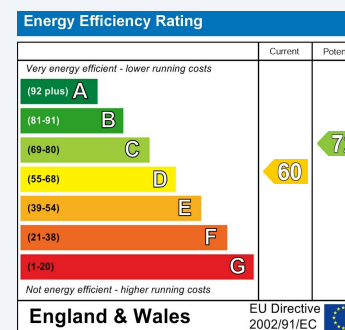 Energy Efficiency Rating
Current
Very energy efficient - lower running costs
(92 plus) A
(81-91) B
(69-80) C
(55-68) D
60
(39-54) E
(21-38) F
(1-20) G
Not energy efficient - higher running costs
England & Wales
EU Directive
2002/91/EC